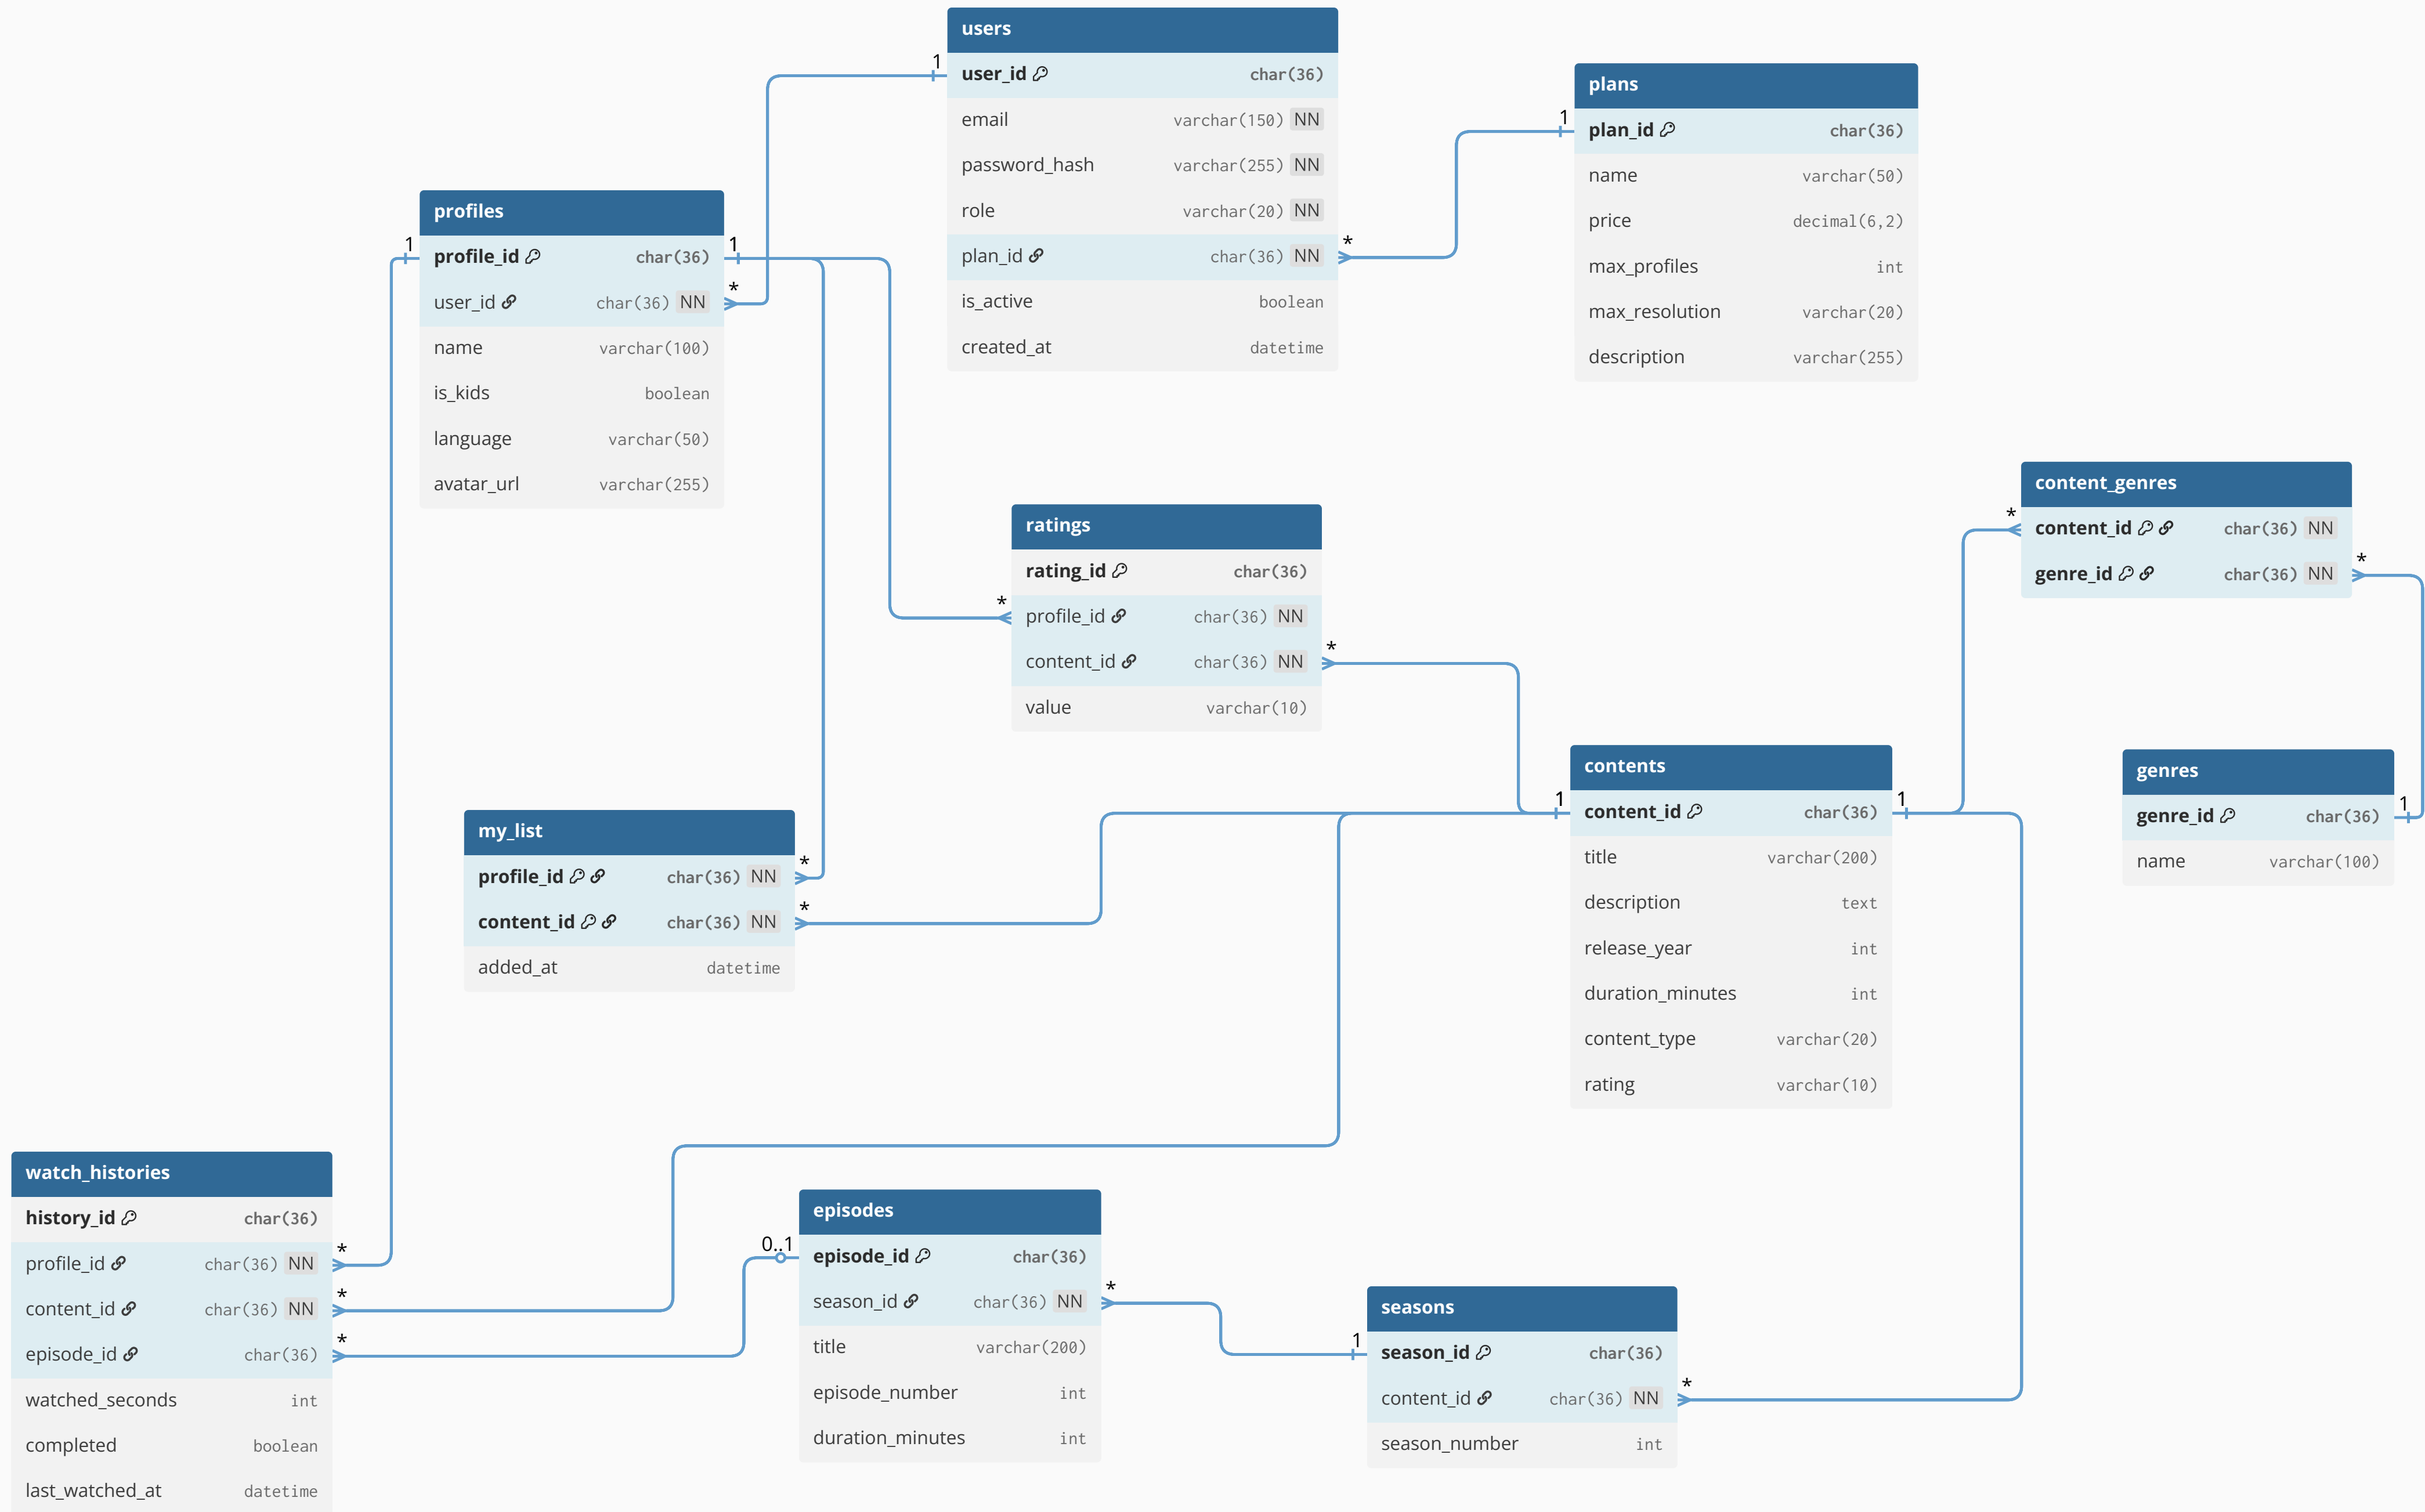 users
1
user_id char(36)
email varchar(150) NN
password_hash varchar(255) NN
role varchar(20) NN
plan_id char(36) NN
*
is_active boolean
created_at datetime
plans
1
plan_id char(36)
name varchar(50)
price decimal(6,2)
max_profiles int
max_resolution varchar(20)
description varchar(255)
profiles
1
profile_id char(36)
1
user_id char(36) NN
*
name varchar(100)
is_kids boolean
language varchar(50)
avatar_url varchar(255)
content_genres
*
content_id char(36) NN
genre_id char(36) NN
*
ratings
rating_id char(36)
*
profile_id char(36) NN
content_id char(36) NN
*
value varchar(10)
contents
1
content_id char(36)
1
title varchar(200)
description text
release_year int
duration_minutes int
content_type varchar(20)
rating varchar(10)
genres
genre_id char(36)
1
name varchar(100)
my_list
profile_id char(36) NN
*
content_id char(36) NN
*
added_at datetime
watch_histories
history_id char(36)
profile_id char(36) NN
*
content_id char(36) NN
*
episode_id char(36)
*
watched_seconds int
completed boolean
last_watched_at datetime
episodes
0..1
episode_id char(36)
season_id char(36) NN
*
title varchar(200)
episode_number int
duration_minutes int
seasons
1
season_id char(36)
content_id char(36) NN
*
season_number int